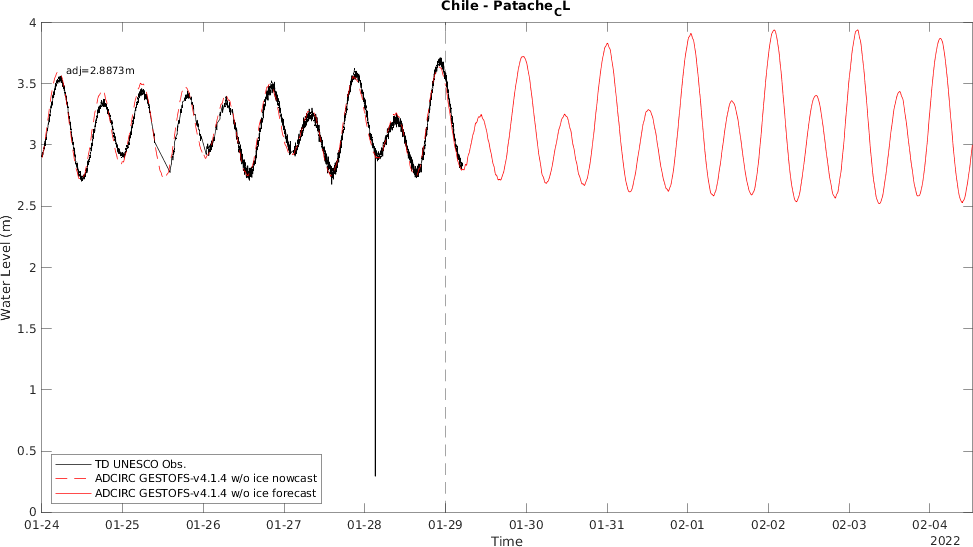 Chile - Patache_CL
4
adj=2.8873m
3.5
3
2.5
2
1.5
1
0.5
0
Water Level (m)
TD UNESCO Obs.
ADCIRC GESTOFS-v4.1.4 w/o ice nowcast
ADCIRC GESTOFS-v4.1.4 w/o ice forecast
01-24 01-25 01-26 01-27 01-28 01-29 01-30 01-31 02-01 02-02 02-03 02-04
Time
2022